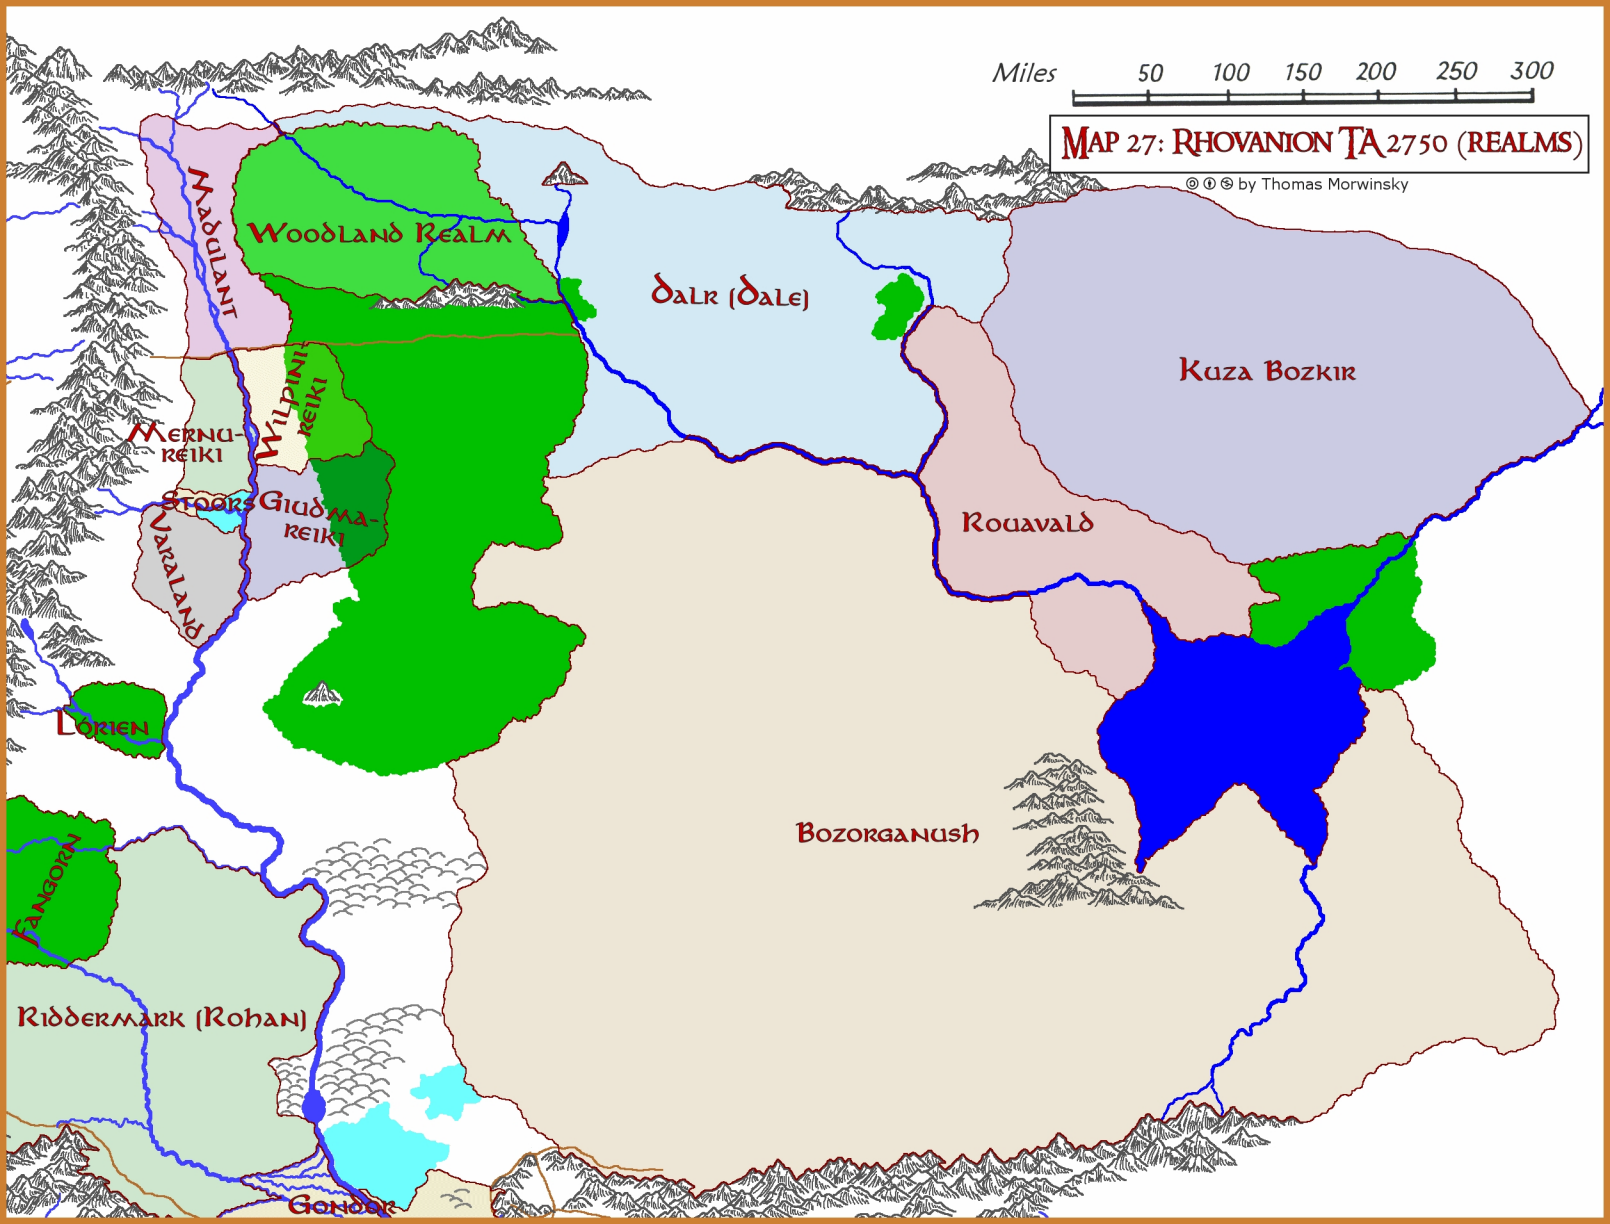 Miles 50 100 150 200 250 300
Map 27: Rhovanion TA 2750 (Realms)
by Thomas Morwinsky
Madulant
Woodland Realm
Dalr (Dale)
Kuza Bozkir
Wilpini-
reiki
Mernu-
reiki
Stoors
Giudma-
reiki
Varaland
Rouavald
Lórien
Bozorganush
Fangorn
Riddermark (Rohan)
Gondor